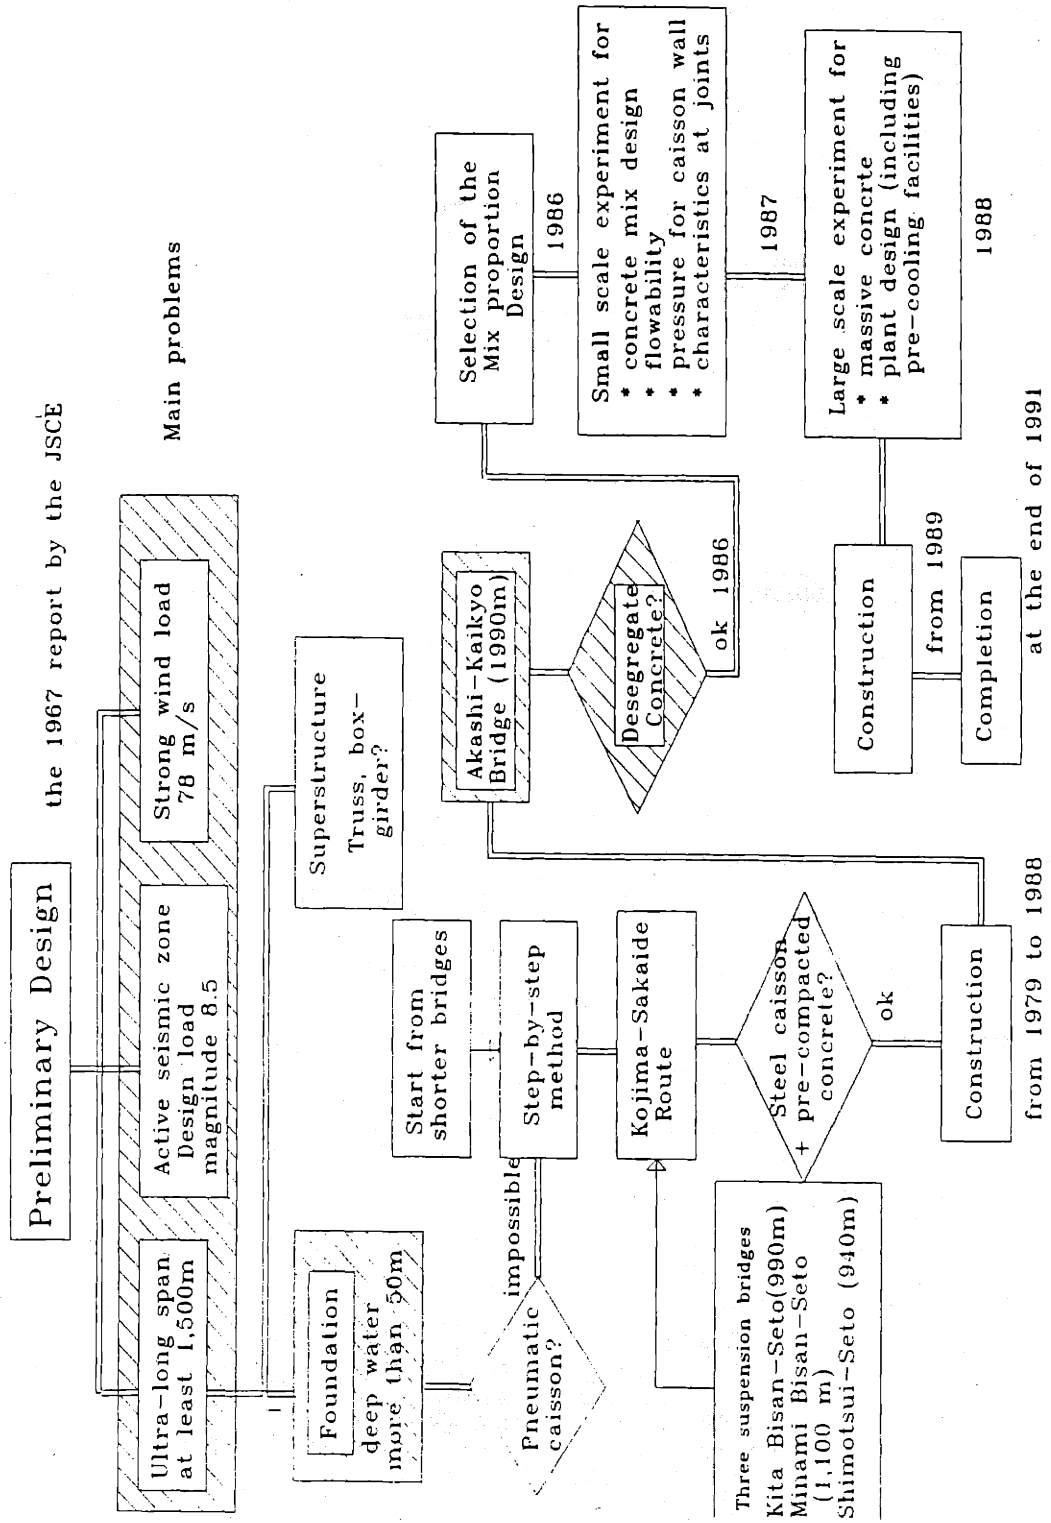 Preliminary Design
the 1967 report by the JSCE
Ultra-long span
at least 1,500m
Active seismic zone
Design load
magnitude 8.5
Strong wind load
78 m/s
Main problems
Foundation
deep water
more than 50m
Superstructure
Truss, box-
girder?
Pneumatic
caisson?
impossible
Start from
shorter bridges
Step-by-step
method
Kojima-Sakaide
Route
Three suspension bridges
Kita Bisan-Seto(990m)
Minami Bisan-Seto
(1,100 m)
Shimotsui-Seto (940m)
Steel caisson
+ pre-compacted
concrete?
ok
Construction
from 1979 to 1988
Akashi-Kaikyo
Bridge (1990m)
Desegregate
Concrete?
ok 1986
Selection of the
Mix proportion
Design
1986
Small scale experiment for
* concrete mix design
* flowability
* pressure for caisson wall
* characteristics at joints
1987
Large scale experiment for
* massive concrte
* plant design (including
pre-cooling facilities)
1988
Construction
from 1989
Completion
at the end of 1991